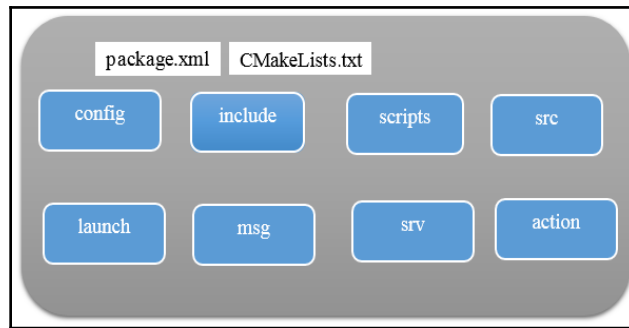 package.xml CMakeLists.txt
config include scripts src
launch msg srv action